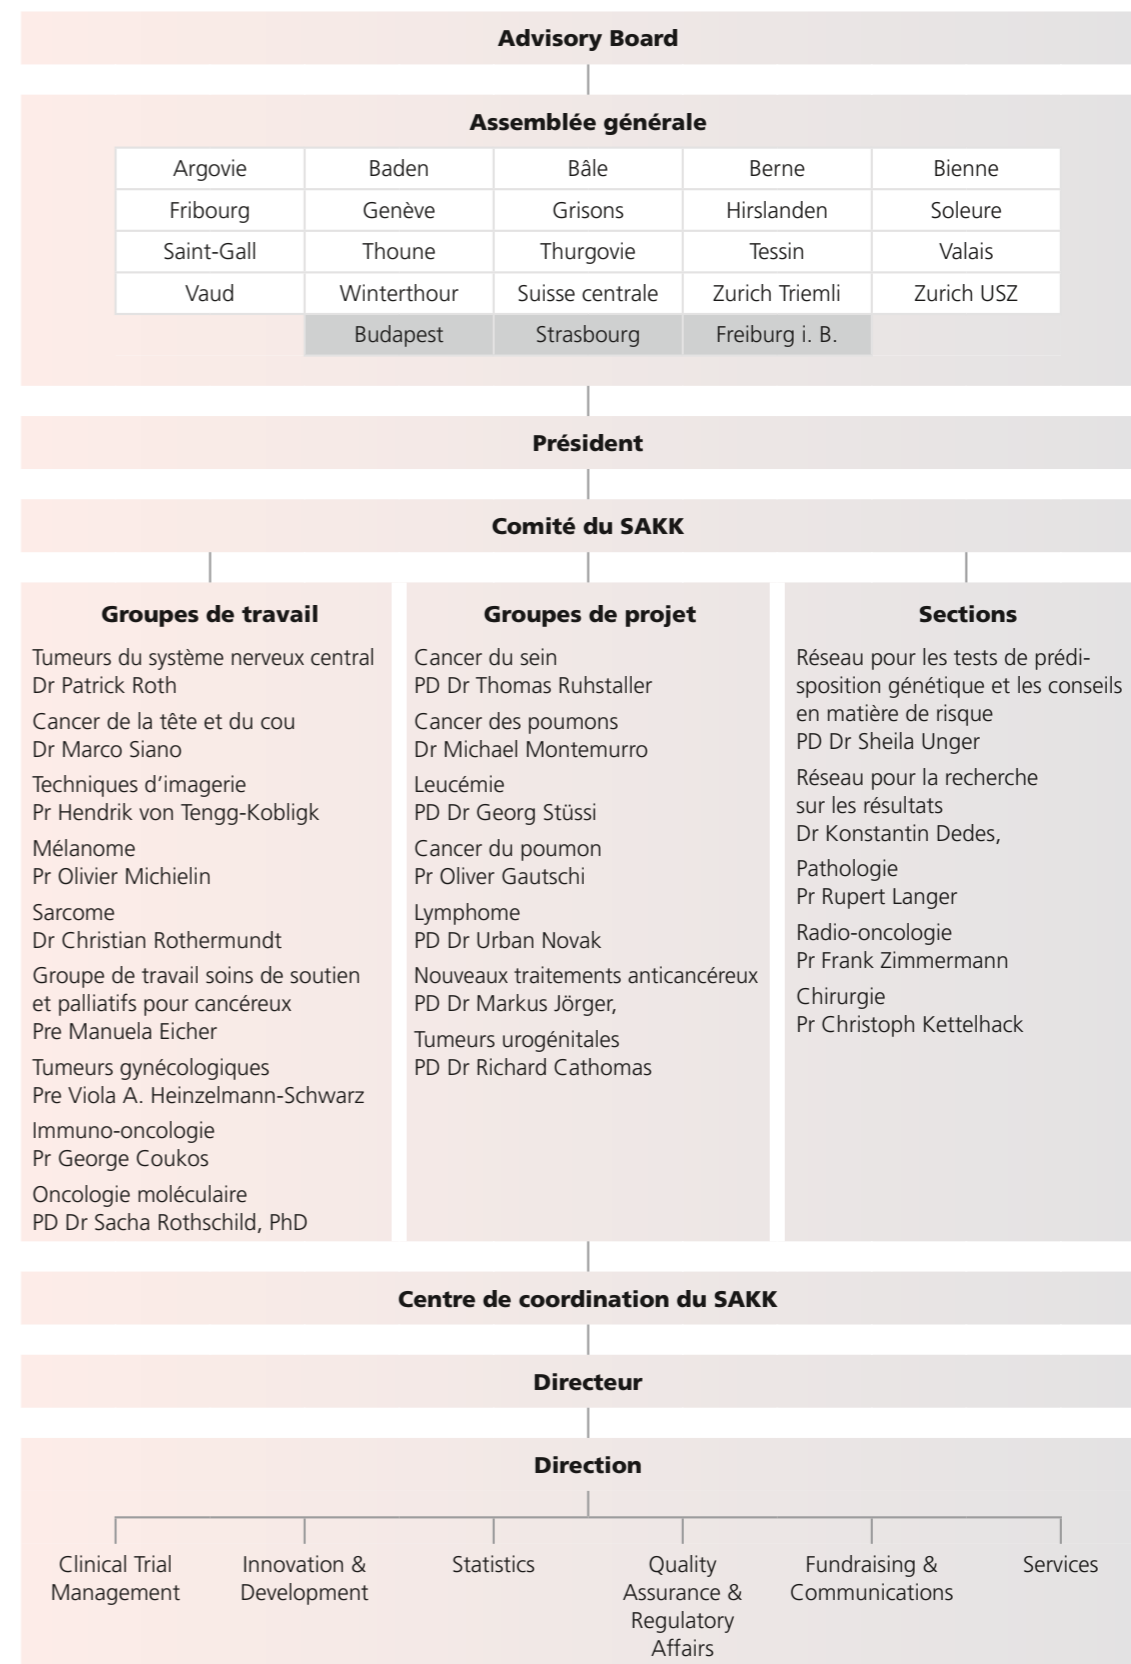 Advisory Board
Assemblée générale
Argovie Baden Bâle Berne Bienne
Fribourg Genève Grisons Hirslanden Soleure
Saint-Gall Thoune Thurgovie Tessin Valais
Vaud Winterthour Suisse centrale Zurich Triemli Zurich USZ
Budapest Strasbourg Freiburg i. B.
Président
Comité du SAKK
Groupes de travail
Tumeurs du système nerveux central
Dr Patrick Roth
Cancer de la tête et du cou
Dr Marco Siano
Techniques d'imagerie
Pr Hendrik von Tengg-Kobligk
Mélanome
Pr Olivier Michielin
Sarcome
Dr Christian Rothermundt
Groupe de travail soins de soutien
et palliatifs pour cancéreux
Pre Manuela Eicher
Tumeurs gynécologiques
Pre Viola A. Heinzelmann-Schwarz
Immuno-oncologie
Pr George Coukos
Oncologie moléculaire
PD Dr Sacha Rothschild, PhD
Groupes de projet
Cancer du sein
PD Dr Thomas Ruhstaller
Cancer des poumons
Dr Michael Montemurro
Leucémie
PD Dr Georg Stüssi
Cancer du poumon
Pr Oliver Gautschi
Lymphome
PD Dr Urban Novak
Nouveaux traitements anticancéreux
PD Dr Markus Jörger,
Tumeurs urogénitales
PD Dr Richard Cathomas
Sections
Réseau pour les tests de prédi-
sposition génétique et les conseils
en matière de risque
PD Dr Sheila Unger
Réseau pour la recherche
sur les résultats
Dr Konstantin Dedes,
Pathologie
Pr Rupert Langer
Radio-oncologie
Pr Frank Zimmermann
Chirurgie
Pr Christoph Kettelhack
Centre de coordination du SAKK
Directeur
Direction
Clinical Trial
Management
Innovation &
Development
Statistics
Quality
Assurance &
Regulatory
Affairs
Fundraising &
Communications
Services